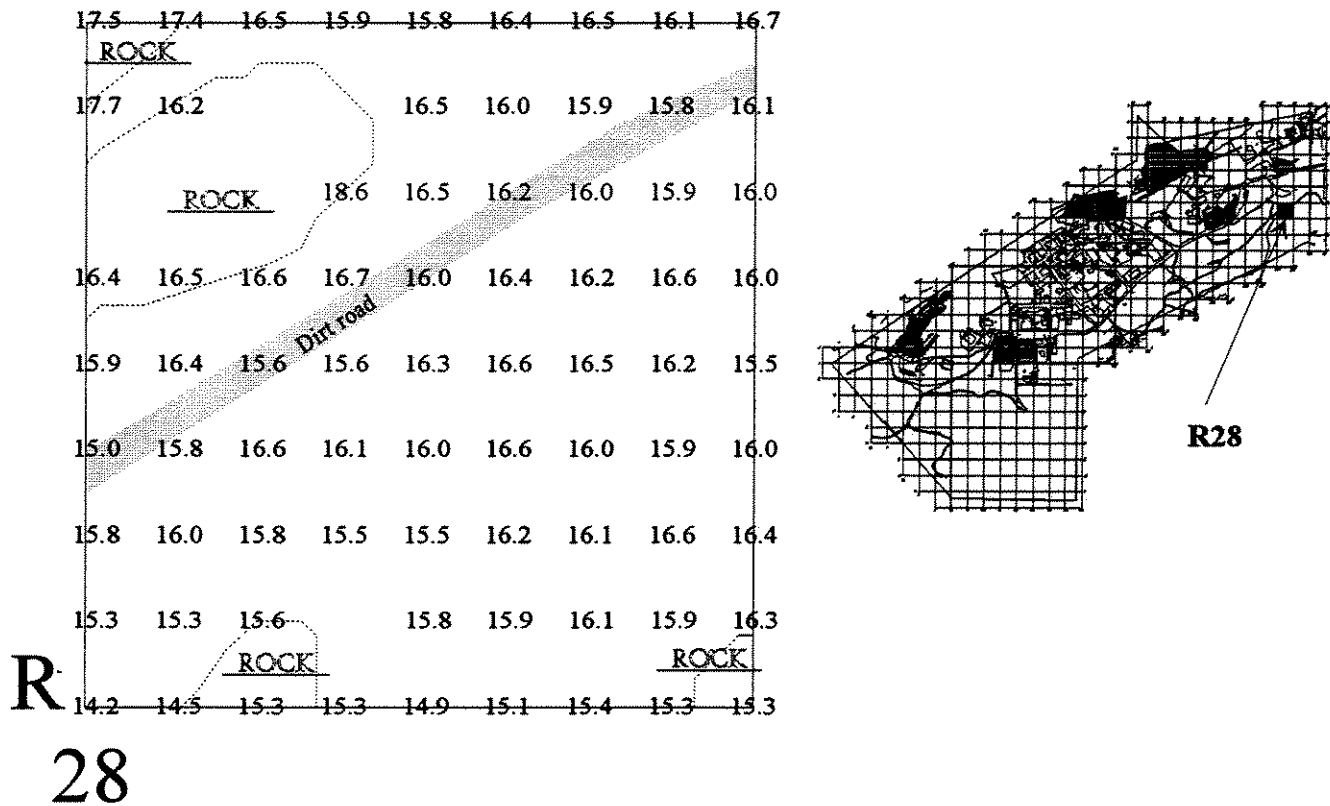 17.5 17.4 16.5 15.9 15.8 16.4 16.5 16.1 16.7
ROCK
17.7 16.2 16.5 16.0 15.9 15.8 16.1
ROCK 18.6 16.5 16.2 16.0 15.9 16.0
16.4 16.5 16.6 16.7 16.0 16.4 16.2 16.6 16.0
Dirt road
15.9 16.4 15.6 15.6 16.3 16.6 16.5 16.2 15.5
15.0 15.8 16.6 16.1 16.0 16.6 16.0 15.9 16.0
15.8 16.0 15.8 15.5 15.5 16.2 16.1 16.6 16.4
15.3 15.3 15.6 15.8 15.9 16.1 15.9 16.3
ROCK ROCK
R 14.2 14.5 15.3 15.3 14.9 15.1 15.4 15.3 15.3
28
R28